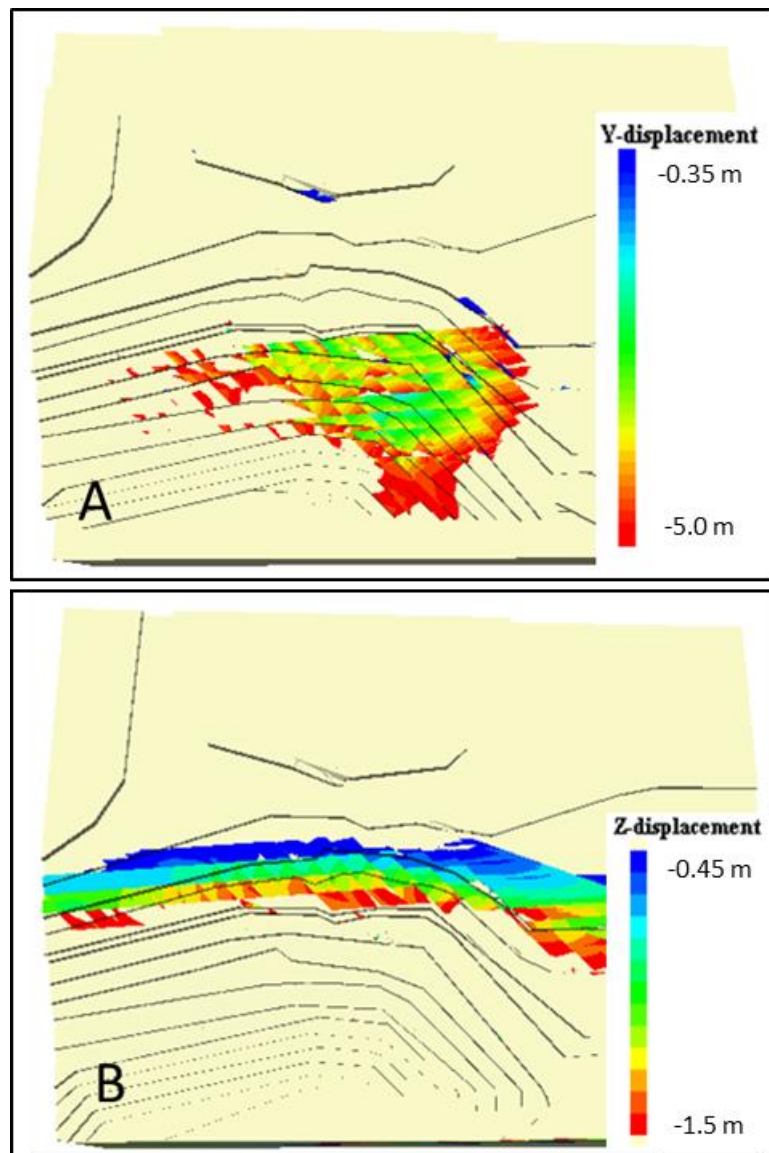 Y-displacement
-0.35 m
-5.0 m
A
Z-displacement
-0.45 m
-1.5 m
B